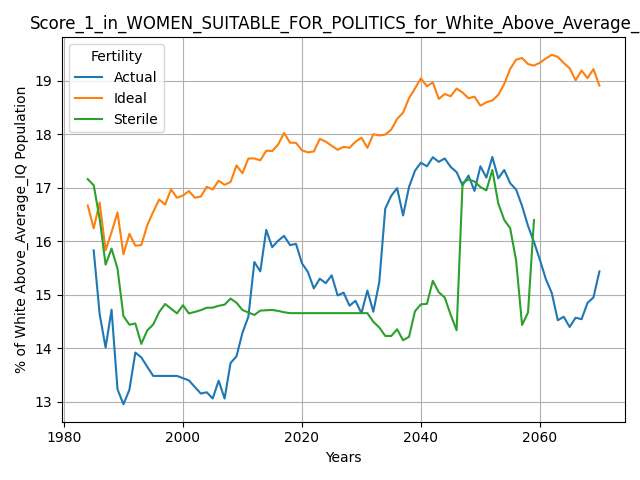 Score_1_in_WOMEN_SUITABLE_FOR_POLITICS_for_White_Above_Average_
Fertility
Actual
Ideal
Sterile
% of White Above_Average_IQ Population
19
18
17
16
15
14
13
1980
2000
2020
2040
2060
Years